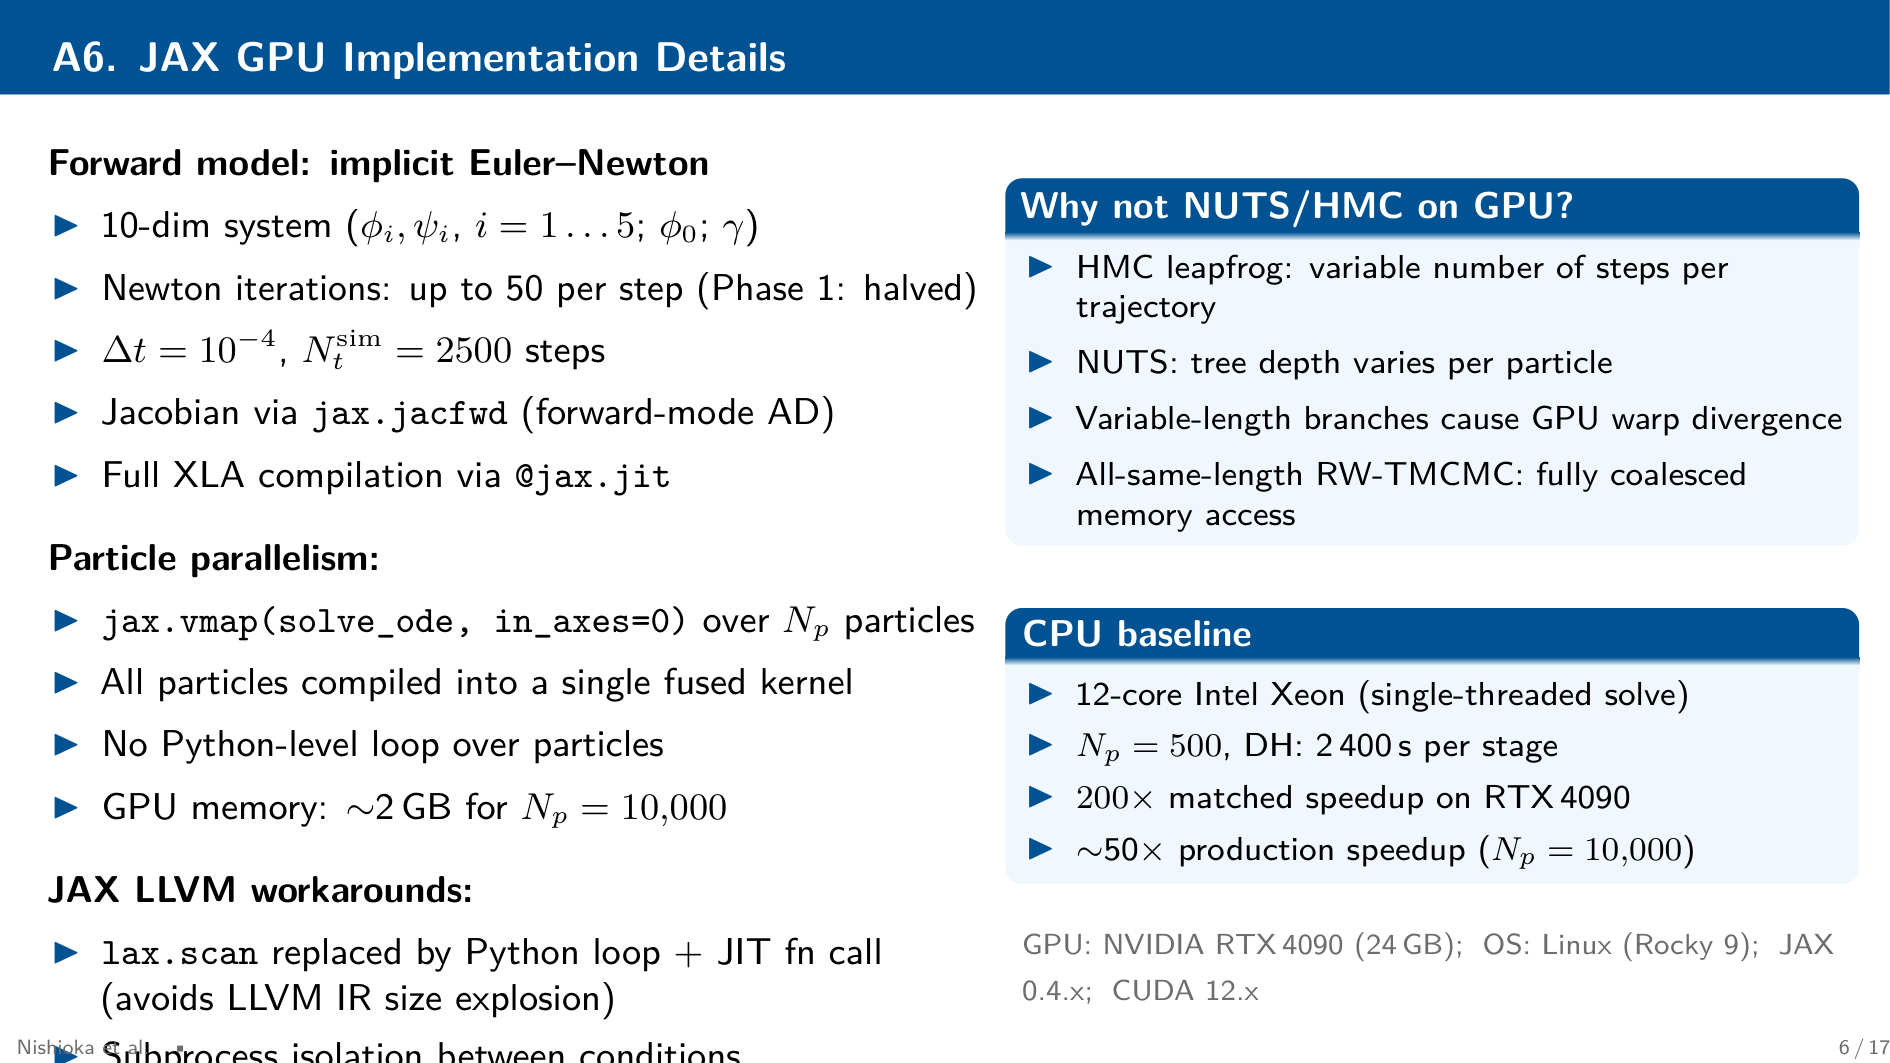 A6. JAX GPU Implementation Details
Forward model: implicit Euler–Newton
▶ 10-dim system (ϕᵢ, ψᵢ, i = 1 … 5; ϕ₀; γ)
▶ Newton iterations: up to 50 per step (Phase 1: halved)
▶ Δt = 10⁻⁴, N_t^sim = 2500 steps
▶ Jacobian via jax.jacfwd (forward-mode AD)
▶ Full XLA compilation via @jax.jit
Particle parallelism:
▶ jax.vmap(solve_ode, in_axes=0) over N_p particles
▶ All particles compiled into a single fused kernel
▶ No Python-level loop over particles
▶ GPU memory: ∼2 GB for N_p = 10,000
JAX LLVM workarounds:
▶ lax.scan replaced by Python loop + JIT fn call
(avoids LLVM IR size explosion)
▶ Subprocess isolation between conditions
Why not NUTS/HMC on GPU?
▶ HMC leapfrog: variable number of steps per
trajectory
▶ NUTS: tree depth varies per particle
▶ Variable-length branches cause GPU warp divergence
▶ All-same-length RW-TMCMC: fully coalesced
memory access
CPU baseline
▶ 12-core Intel Xeon (single-threaded solve)
▶ N_p = 500, DH: 2 400 s per stage
▶ 200× matched speedup on RTX 4090
▶ ∼50× production speedup (N_p = 10,000)
GPU: NVIDIA RTX 4090 (24 GB); OS: Linux (Rocky 9); JAX
0.4.x; CUDA 12.x
Nishioka et al.
6 / 17